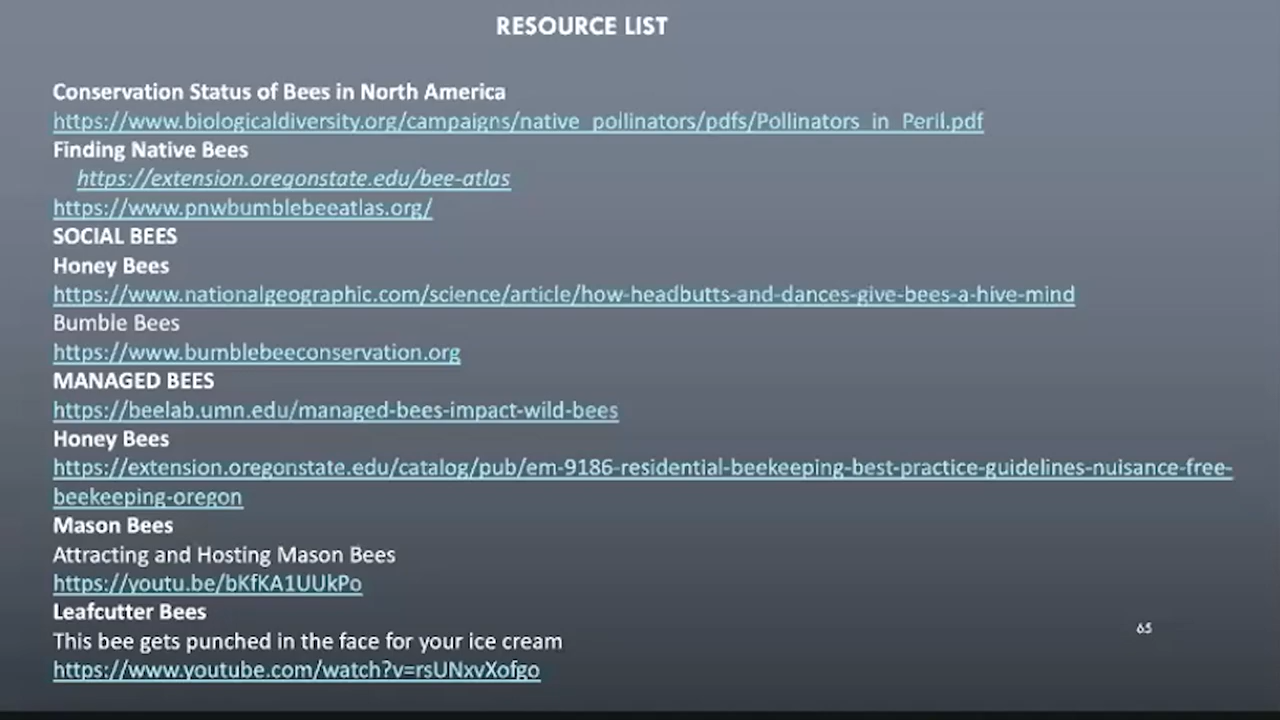 RESOURCE LIST
Conservation Status of Bees in North America
https://www.biologicaldiversity.org/campaigns/native_pollinators/pdfs/Pollinators_in_Peril.pdf
Finding Native Bees
https://extension.oregonstate.edu/bee-atlas
https://www.pnwbumblebeeatlas.org/
SOCIAL BEES
Honey Bees
https://www.nationalgeographic.com/science/article/how-headbutts-and-dances-give-bees-a-hive-mind
Bumble Bees
https://www.bumblebeeconservation.org
MANAGED BEES
https://beelab.umn.edu/managed-bees-impact-wild-bees
Honey Bees
https://extension.oregonstate.edu/catalog/pub/em-9186-residential-beekeeping-best-practice-guidelines-nuisance-free-
beekeeping-oregon
Mason Bees
Attracting and Hosting Mason Bees
https://youtu.be/bKfKA1UUkPo
Leafcutter Bees
65
This bee gets punched in the face for your ice cream
https://www.youtube.com/watch?v=rsUNxvXofgo